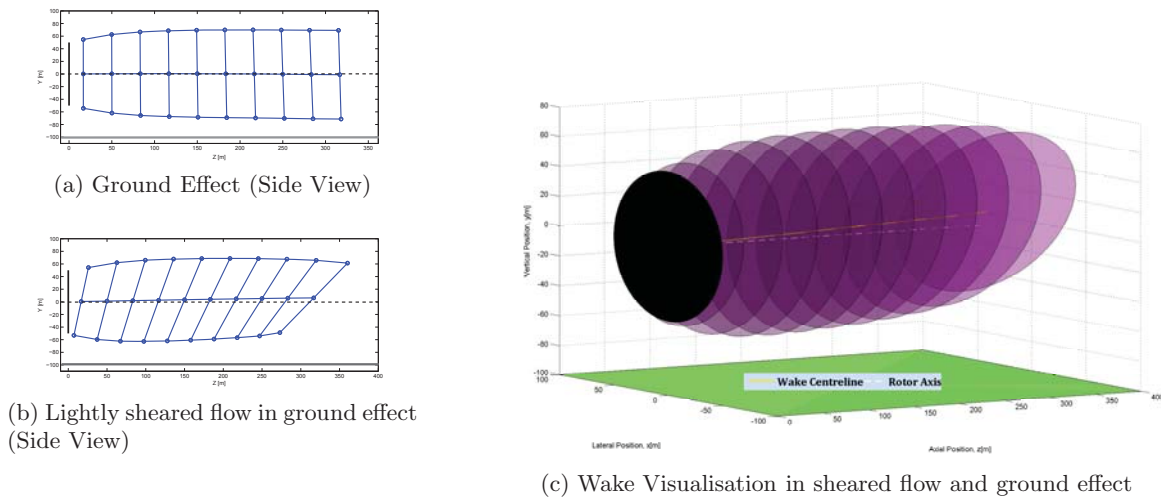 100
80
60
40
20
0
−20
−40
−60
−80
−100
Y [m]
0 50 100 150 200 250 300 350
Z [m]
(a) Ground Effect (Side View)
100
80
60
40
20
0
−20
−40
−60
−80
−100
Y [m]
0 50 100 150 200 250 300 350 400
Z [m]
(b) Lightly sheared flow in ground effect
(Side View)
80
60
40
20
0
-20
-40
-60
-80
-100
Vertical Position, y[m]
100 50 0 -50 -100
Lateral Position, x[m]
0 50 100 150 200 250 300 350 400
Axial Position, z[m]
Wake Centreline Rotor Axis
(c) Wake Visualisation in sheared flow and ground effect